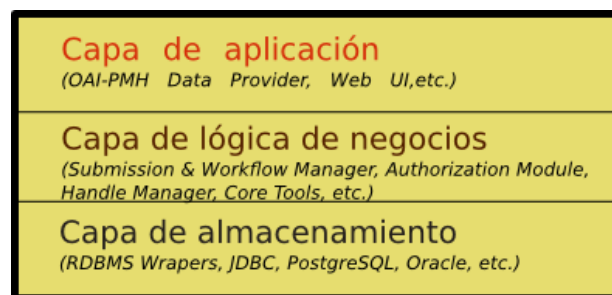 Capa de aplicación
(OAI-PMH Data Provider, Web UI,etc.)
Capa de lógica de negocios
(Submission & Workflow Manager, Authorization Module,
Handle Manager, Core Tools, etc.)
Capa de almacenamiento
(RDBMS Wrapers, JDBC, PostgreSQL, Oracle, etc.)